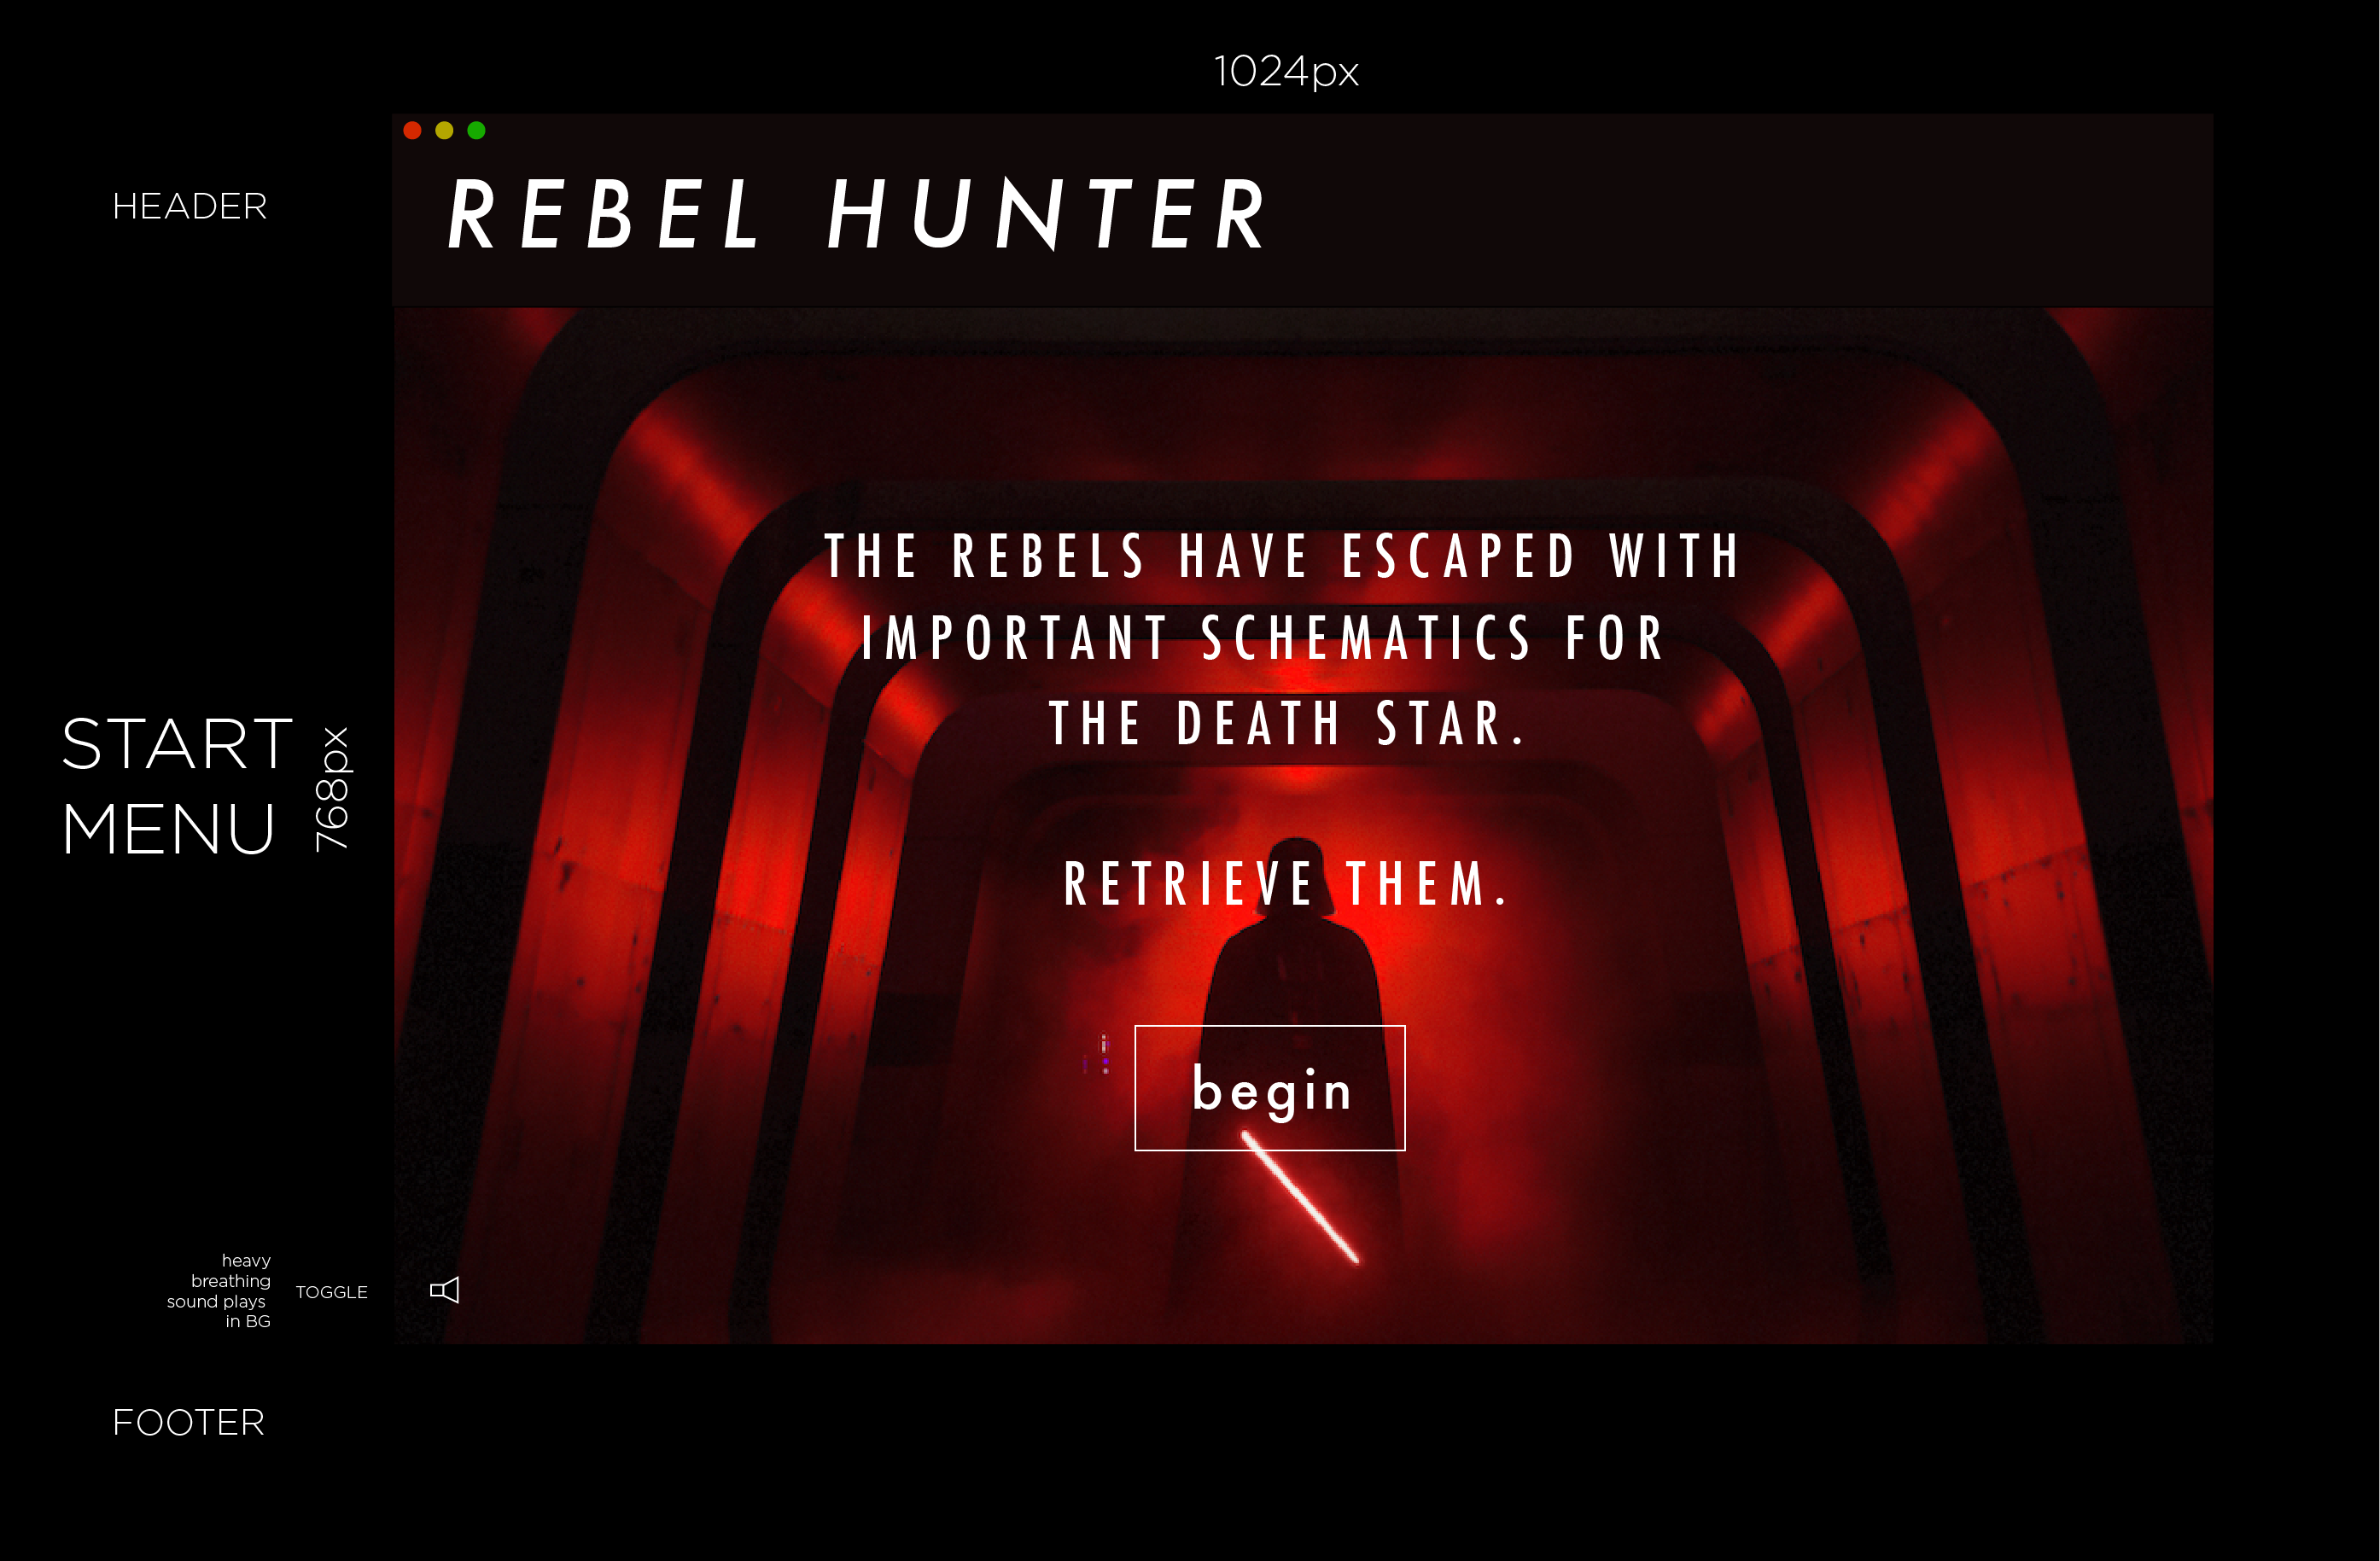 1024px
HEADER
REBEL HUNTER
THE REBELS HAVE ESCAPED WITH
IMPORTANT SCHEMATICS FOR
THE DEATH STAR.
START
MENU
768px
RETRIEVE THEM.
begin
heavy
breathing
sound plays
in BG
TOGGLE
FOOTER